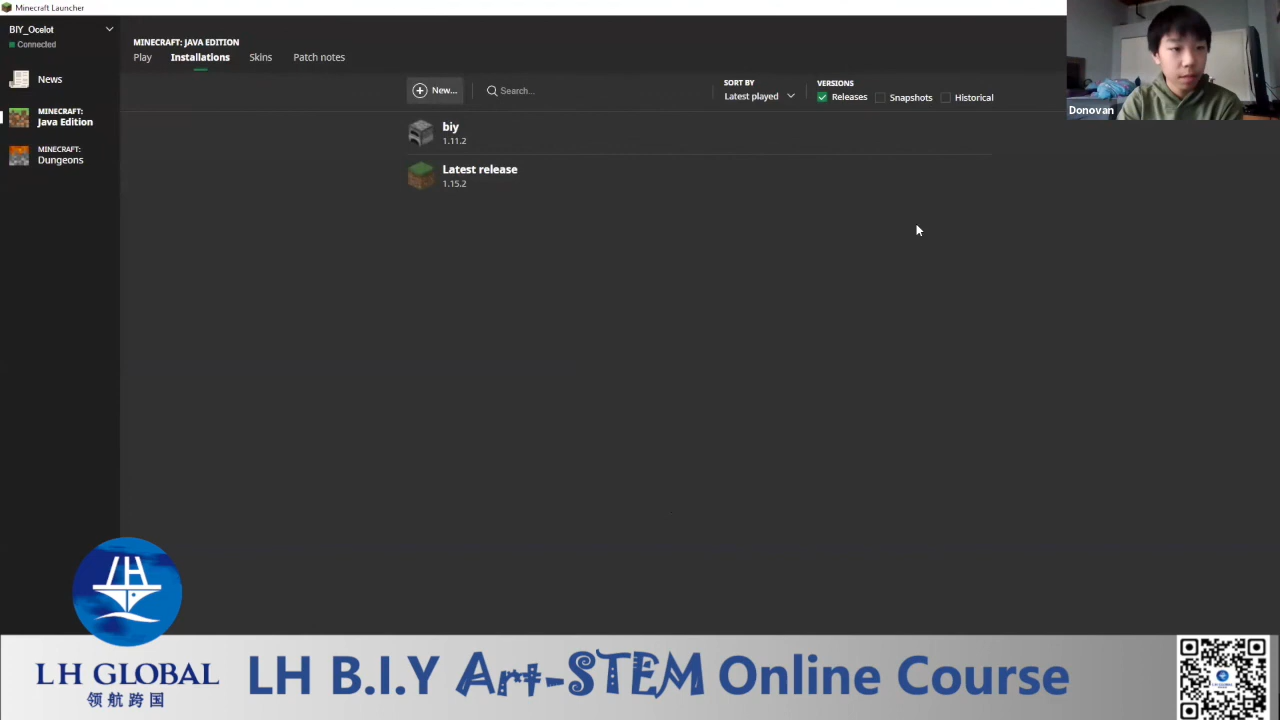 Minecraft Launcher
BIY_Ocelot
Connected
News
MINECRAFT:
Java Edition
MINECRAFT:
Dungeons
MINECRAFT: JAVA EDITION
Play Installations Skins Patch notes
New... Search...
SORT BY
Latest played
VERSIONS
Releases Snapshots Historical
biy
1.11.2
Latest release
1.15.2
Donovan
LH
LH GLOBAL
领航跨国
LH B.I.Y Art-STEM Online Course